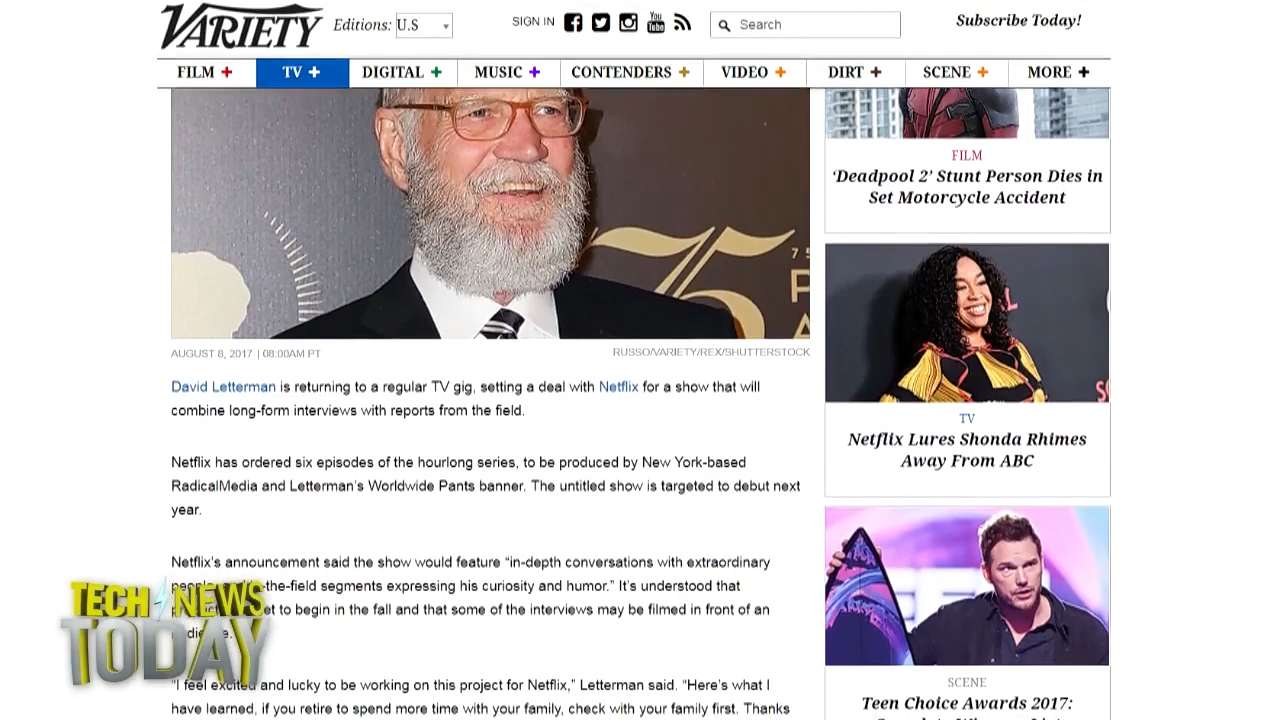 VARIETY
Editions: U.S
SIGN IN
You
Tube
Search
Subscribe Today!
FILM + TV + DIGITAL + MUSIC + CONTENDERS + VIDEO + DIRT + SCENE + MORE +
75
7 5
P
A
AUGUST 8, 2017 | 08:00AM PT
RUSSO/VARIETY/REX/SHUTTERSTOCK
David Letterman is returning to a regular TV gig, setting a deal with Netflix for a show that will
combine long-form interviews with reports from the field.
Netflix has ordered six episodes of the hourlong series, to be produced by New York-based
RadicalMedia and Letterman's Worldwide Pants banner. The untitled show is targeted to debut next
year.
Netflix's announcement said the show would feature “in-depth conversations with extraordinary
-the-field segments expressing his curiosity and humor.” It's understood that
to begin in the fall and that some of the interviews may be filmed in front of an
“I feel excited and lucky to be working on this project for Netflix,” Letterman said. “Here's what I
have learned, if you retire to spend more time with your family, check with your family first. Thanks
FILM
‘Deadpool 2’ Stunt Person Dies in
Set Motorcycle Accident
TV
Netflix Lures Shonda Rhimes
Away From ABC
SCENE
Teen Choice Awards 2017:
TECH NEWS
TODAY